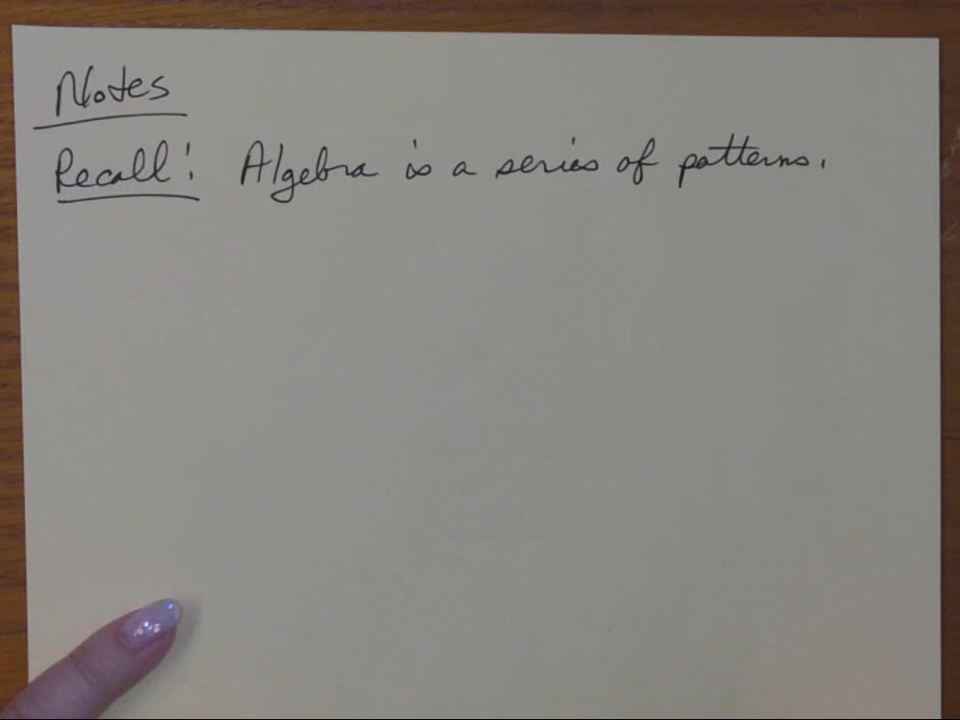 Notes
Recall: Algebra is a series of patterns.